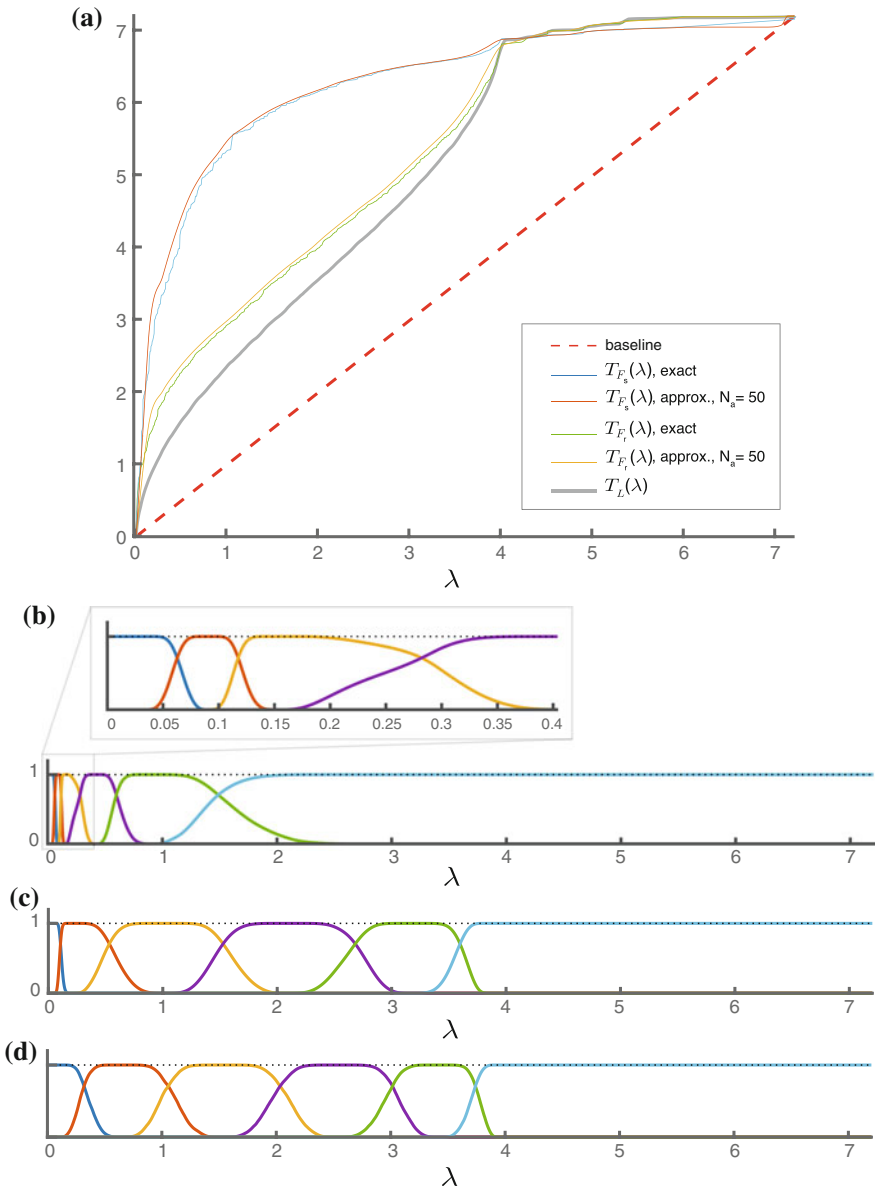 (a)
7
6
5
4
3
2
1
0
baseline
T_{F_s}(λ), exact
T_{F_s}(λ), approx., N_a= 50
T_{F_r}(λ), exact
T_{F_r}(λ), approx., N_a= 50
T_L(λ)
0 1 2 3 4 5 6 7
λ
(b)
0 0.05 0.1 0.15 0.2 0.25 0.3 0.35 0.4
1
0
0 1 2 3 4 5 6 7
λ
(c)
1
0
0 1 2 3 4 5 6 7
λ
(d)
0 1 2 3 4 5 6 7
λ